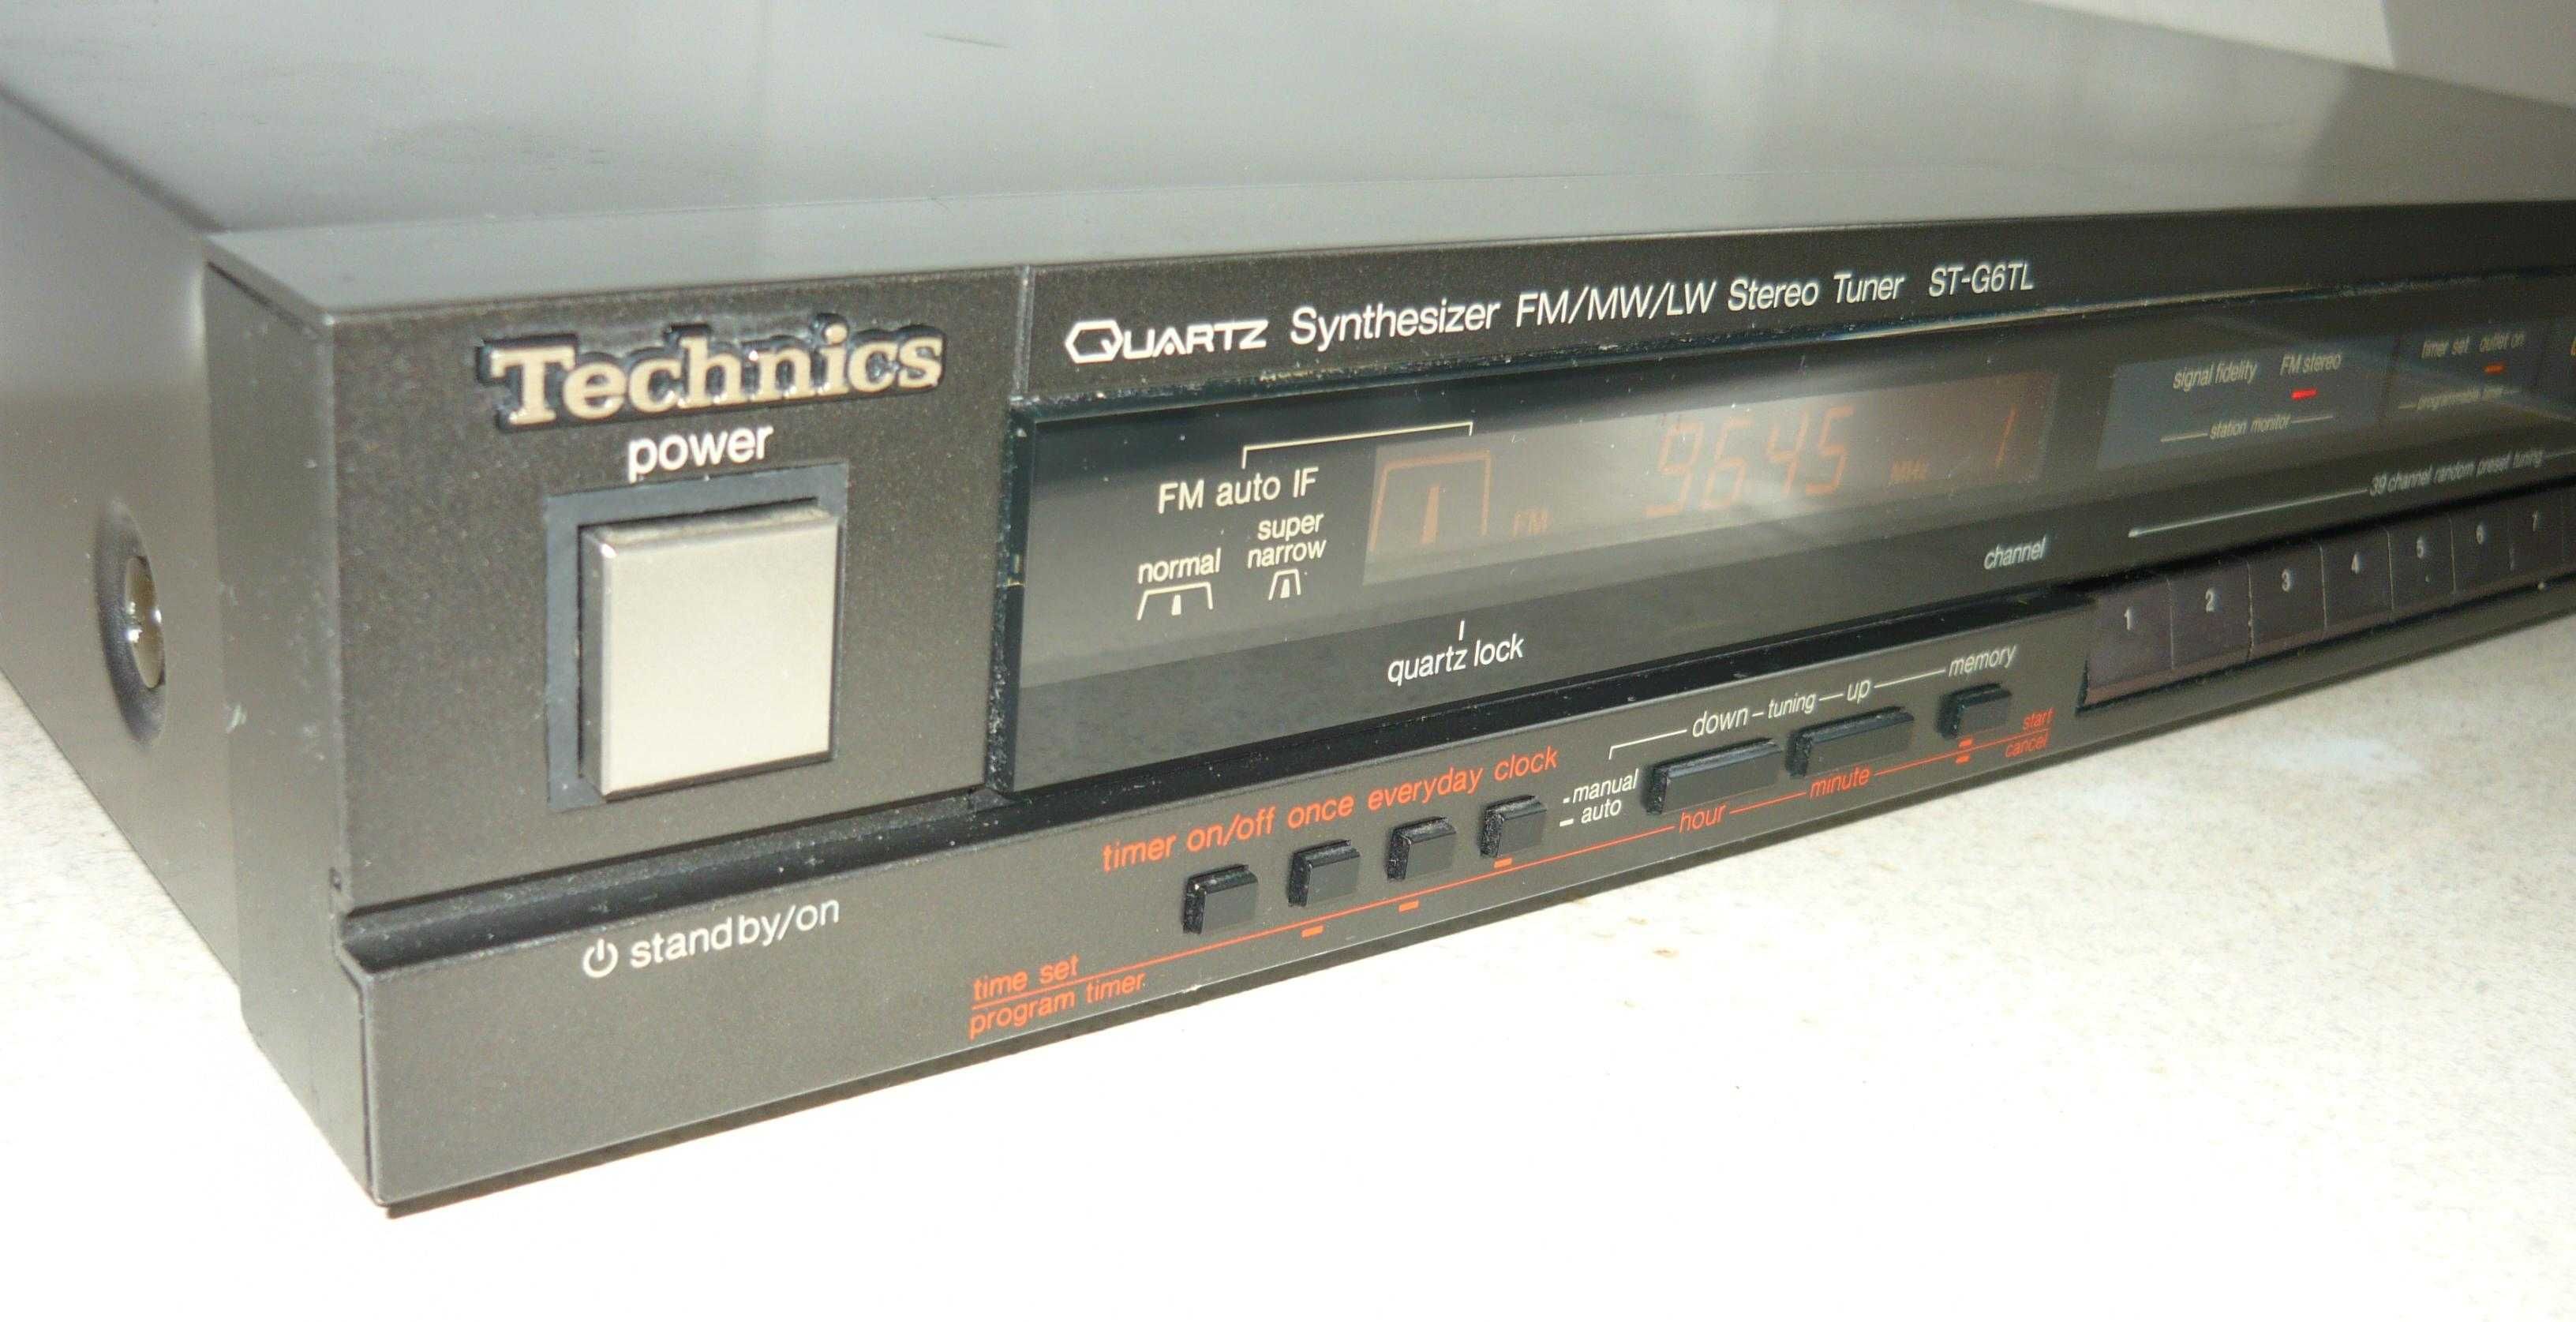 Technics
power
QUARTZ Synthesizer FM/MW/LW Stereo Tuner ST-G6TL
FM auto IF
normal
super
narrow
FM 96.45 MHz 1
quartz lock
channel
signal fidelity FM stereo
station monitor
timer set outlet on
programmable timer
39 channel random preset tuning
1 2 3 4 5 6 7
standby/on
timer on/off once everyday clock
manual
auto
down – tuning – up
memory
hour
minute
start
cancel
time set
program timer